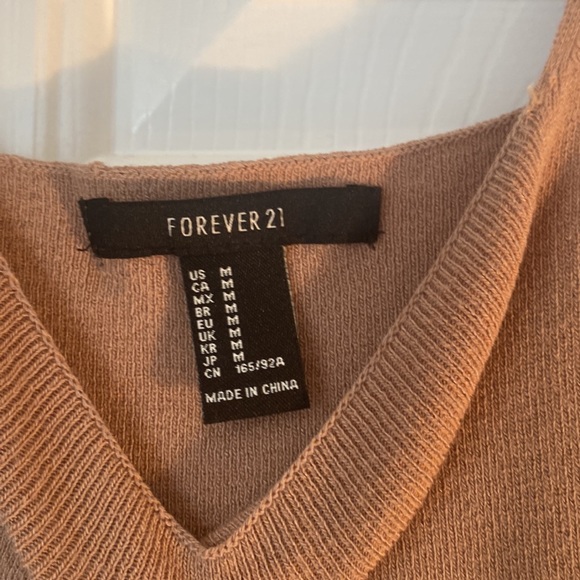 FOREVER 21
US M
CA M
MX M
BR M
EU M
UK M
KR M
JP M
CN 165/92A
MADE IN CHINA